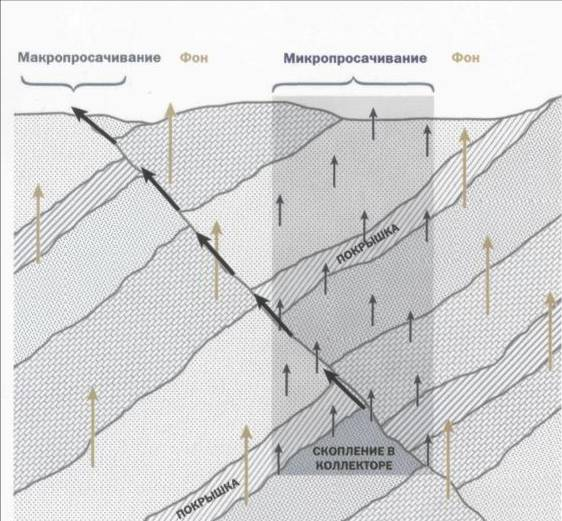 Макропросачивание Фон Микропросачивание Фон
ПОКРЫШКА
СКОПЛЕНИЕ В
КОЛЛЕКТОРЕ
ПОКРЫШКА